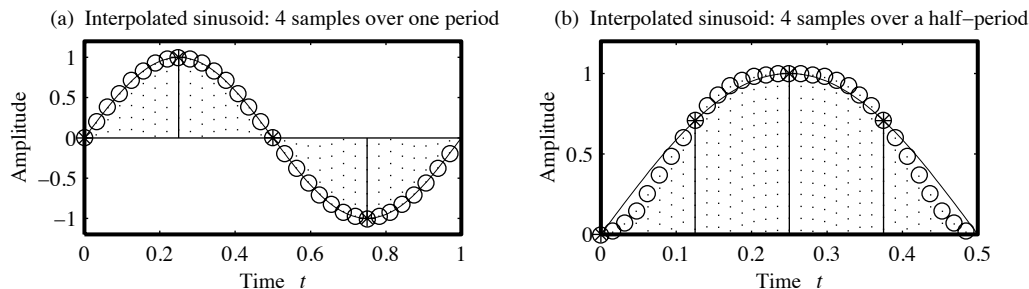 (a) Interpolated sinusoid: 4 samples over one period
(b) Interpolated sinusoid: 4 samples over a half−period
1
0.5
0
−0.5
−1
Amplitude
0 0.2 0.4 0.6 0.8 1
Time t
1
0.5
0
Amplitude
0 0.1 0.2 0.3 0.4 0.5
Time t